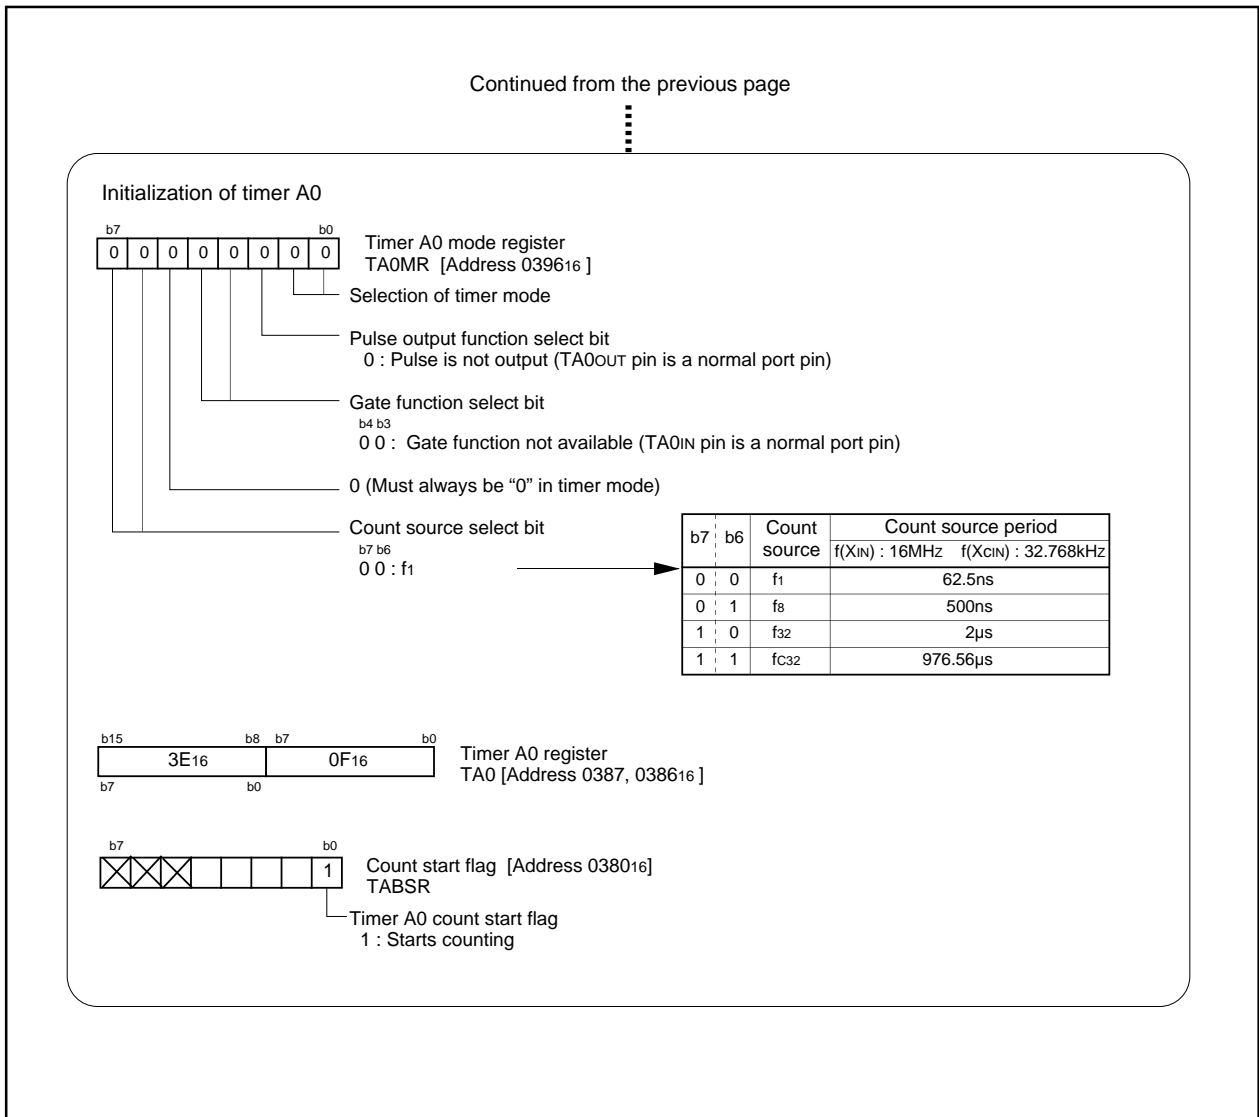 Continued from the previous page
Initialization of timer A0
b7 b0
0 0 0 0 0 0 0 0
Timer A0 mode register
TA0MR [Address 039616 ]
Selection of timer mode
Pulse output function select bit
0 : Pulse is not output (TA0OUT pin is a normal port pin)
Gate function select bit
b4 b3
0 0 : Gate function not available (TA0IN pin is a normal port pin)
0 (Must always be “0” in timer mode)
Count source select bit
b7 b6
0 0 : f1
b7 b6 Count source Count source period
f(XIN) : 16MHz f(XCIN) : 32.768kHz
0 0 f1 62.5ns
0 1 f8 500ns
1 0 f32 2µs
1 1 fC32 976.56µs
b15 b8 b7 b0
3E16 0F16
b7 b0
Timer A0 register
TA0 [Address 0387, 038616 ]
b7 b0
1
Count start flag [Address 038016]
TABSR
Timer A0 count start flag
1 : Starts counting